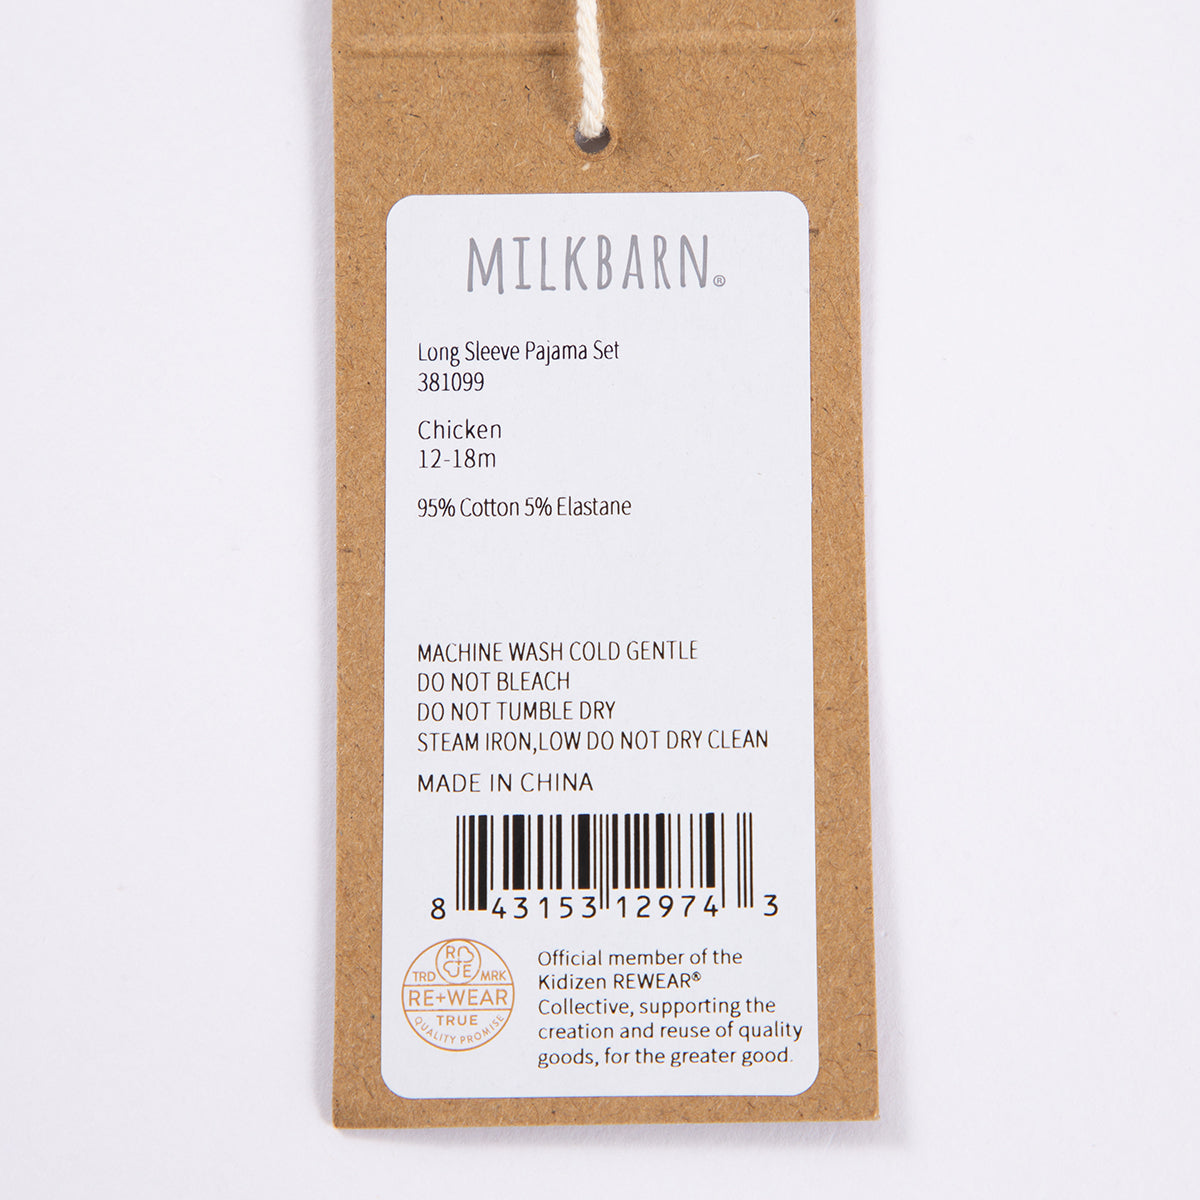 MILKBARN®
Long Sleeve Pajama Set
381099
Chicken
12-18m
95% Cotton 5% Elastane
MACHINE WASH COLD GENTLE
DO NOT BLEACH
DO NOT TUMBLE DRY
STEAM IRON,LOW DO NOT DRY CLEAN
MADE IN CHINA
8 43153 12974 3
R
+
E
TRD MRK
RE+WEAR
TRUE
QUALITY PROMISE
Official member of the
Kidizen REWEAR®
Collective, supporting the
creation and reuse of quality
goods, for the greater good.